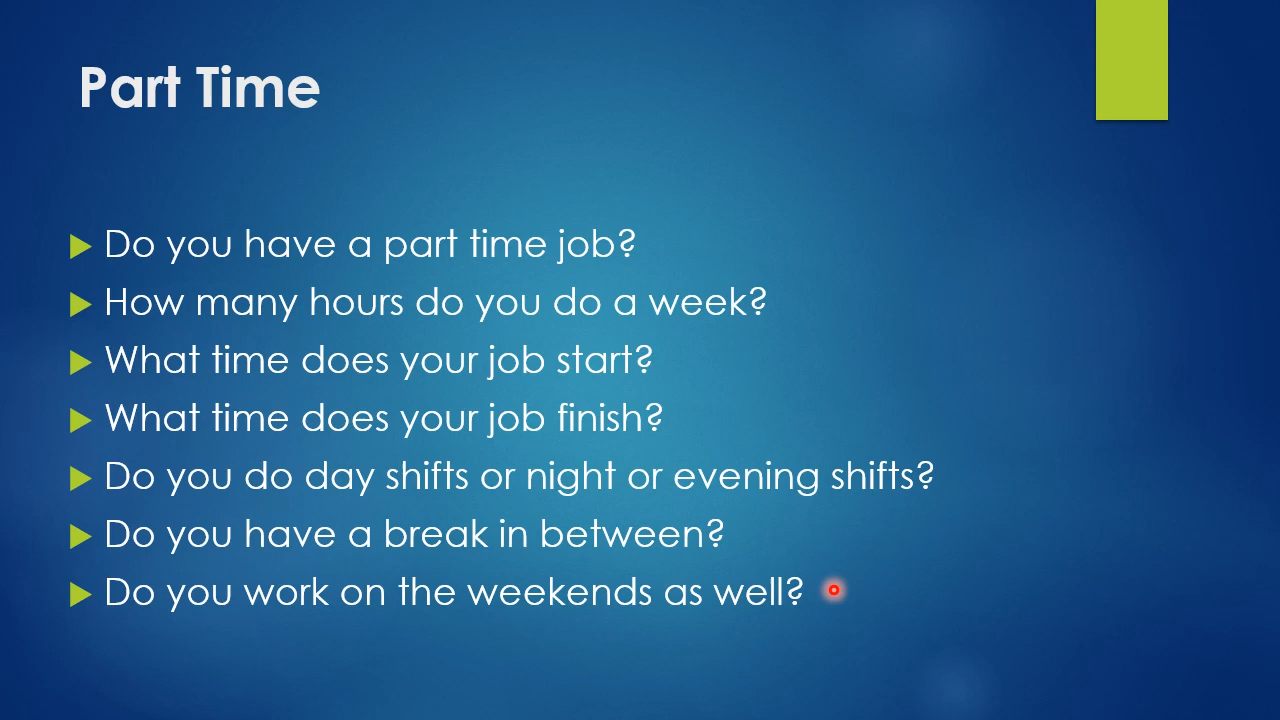 Part Time
Do you have a part time job?
How many hours do you do a week?
What time does your job start?
What time does your job finish?
Do you do day shifts or night or evening shifts?
Do you have a break in between?
Do you work on the weekends as well?